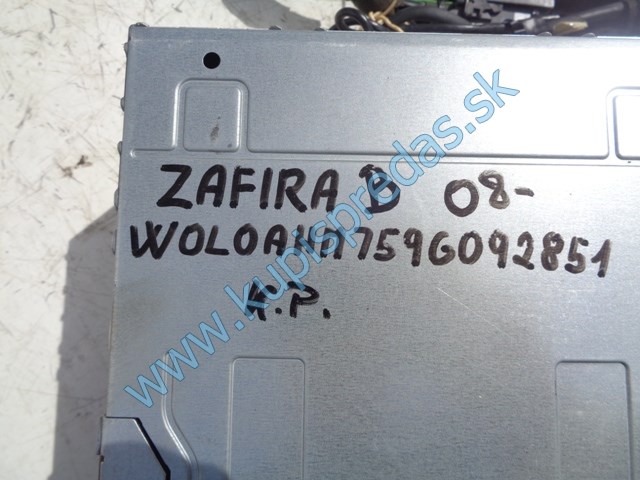 ZAFIRA B 08-
WOLOAHM759G092851
R.P.
www.kupispredas.sk